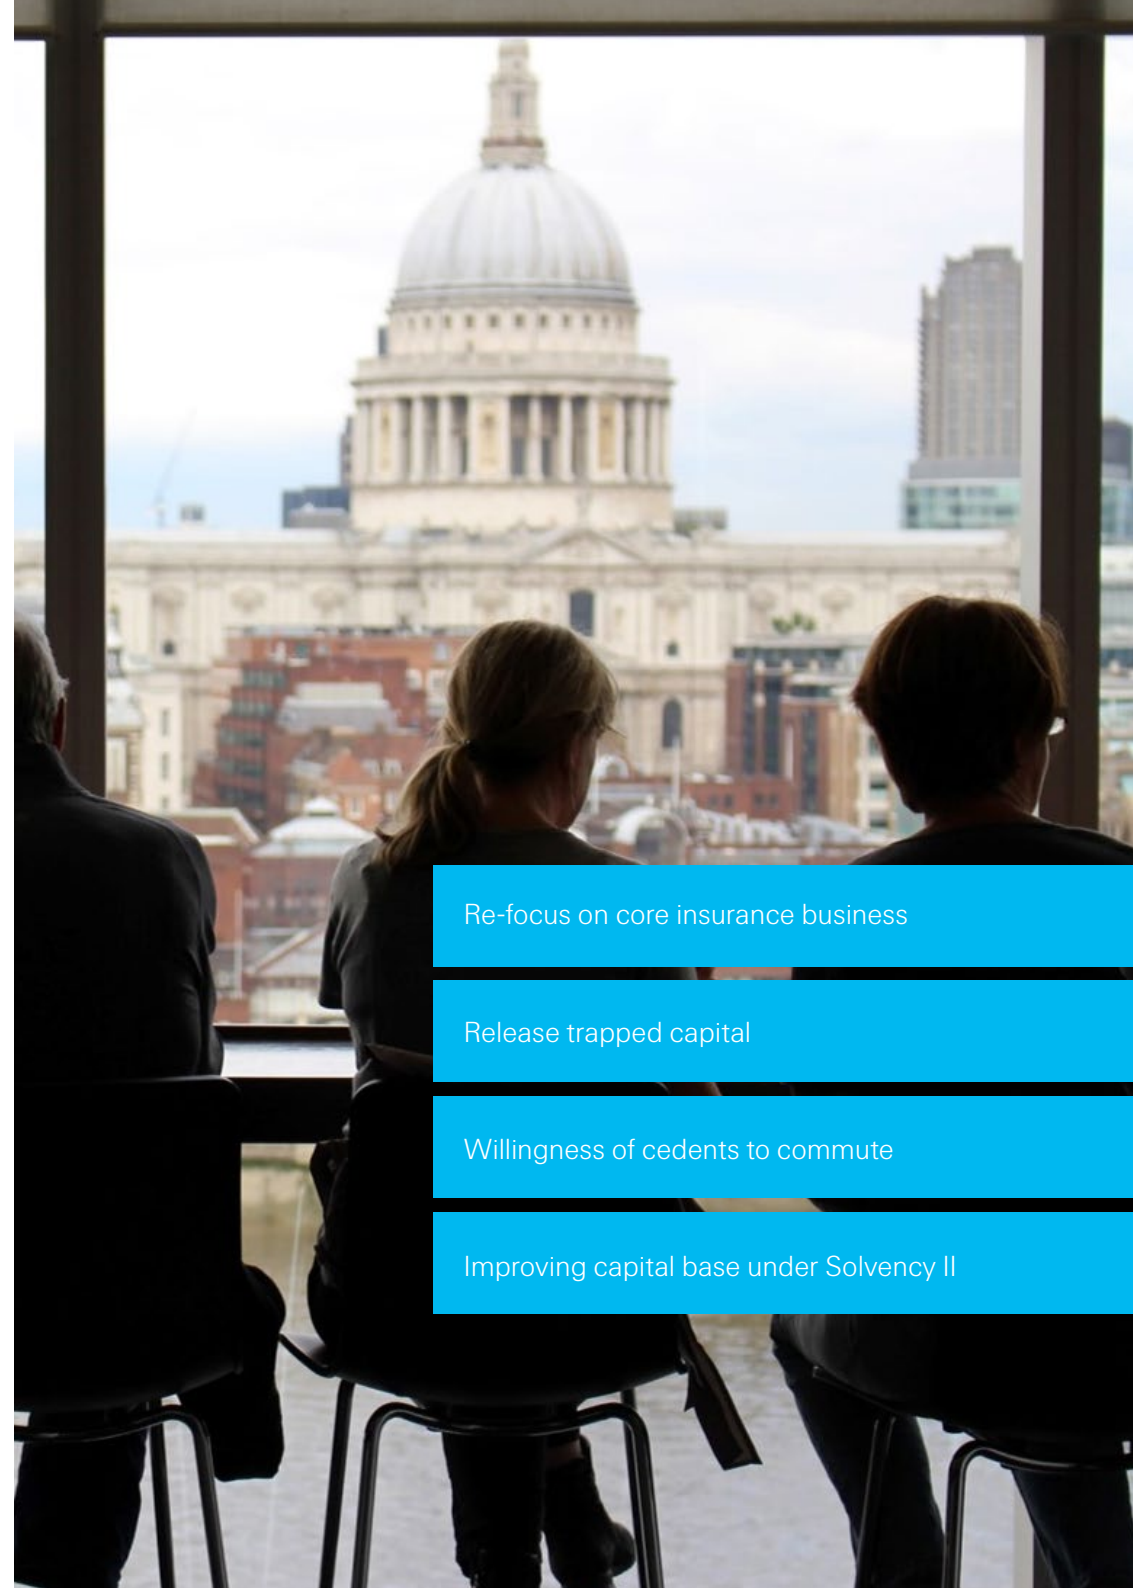 Re-focus on core insurance business
Release trapped capital
Willingness of cedents to commute
Improving capital base under Solvency II